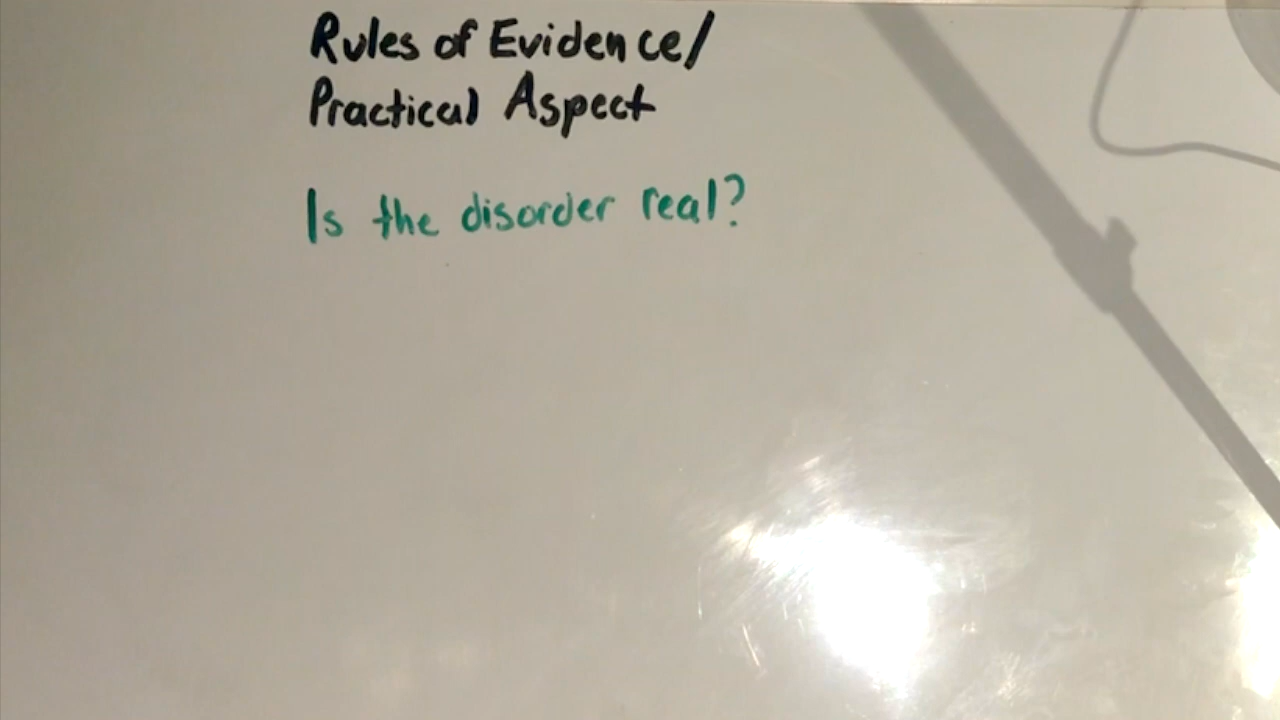 Rules of Evidence/
Practical Aspect
Is the disorder real?